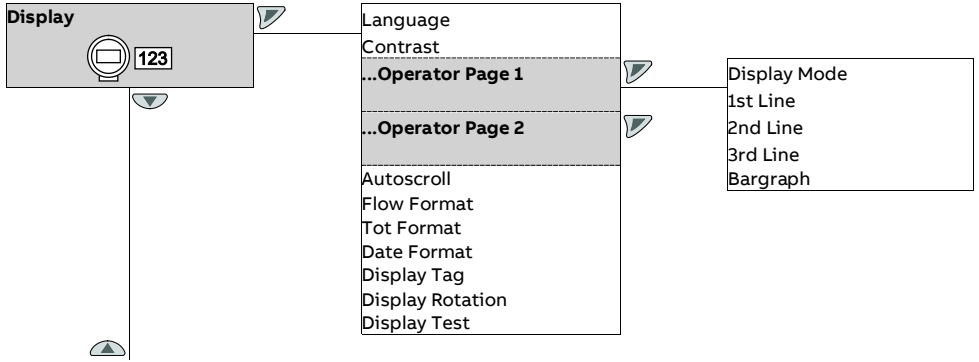 Display
123
Language
Contrast
...Operator Page 1
...Operator Page 2
Autoscroll
Flow Format
Tot Format
Date Format
Display Tag
Display Rotation
Display Test
Display Mode
1st Line
2nd Line
3rd Line
Bargraph